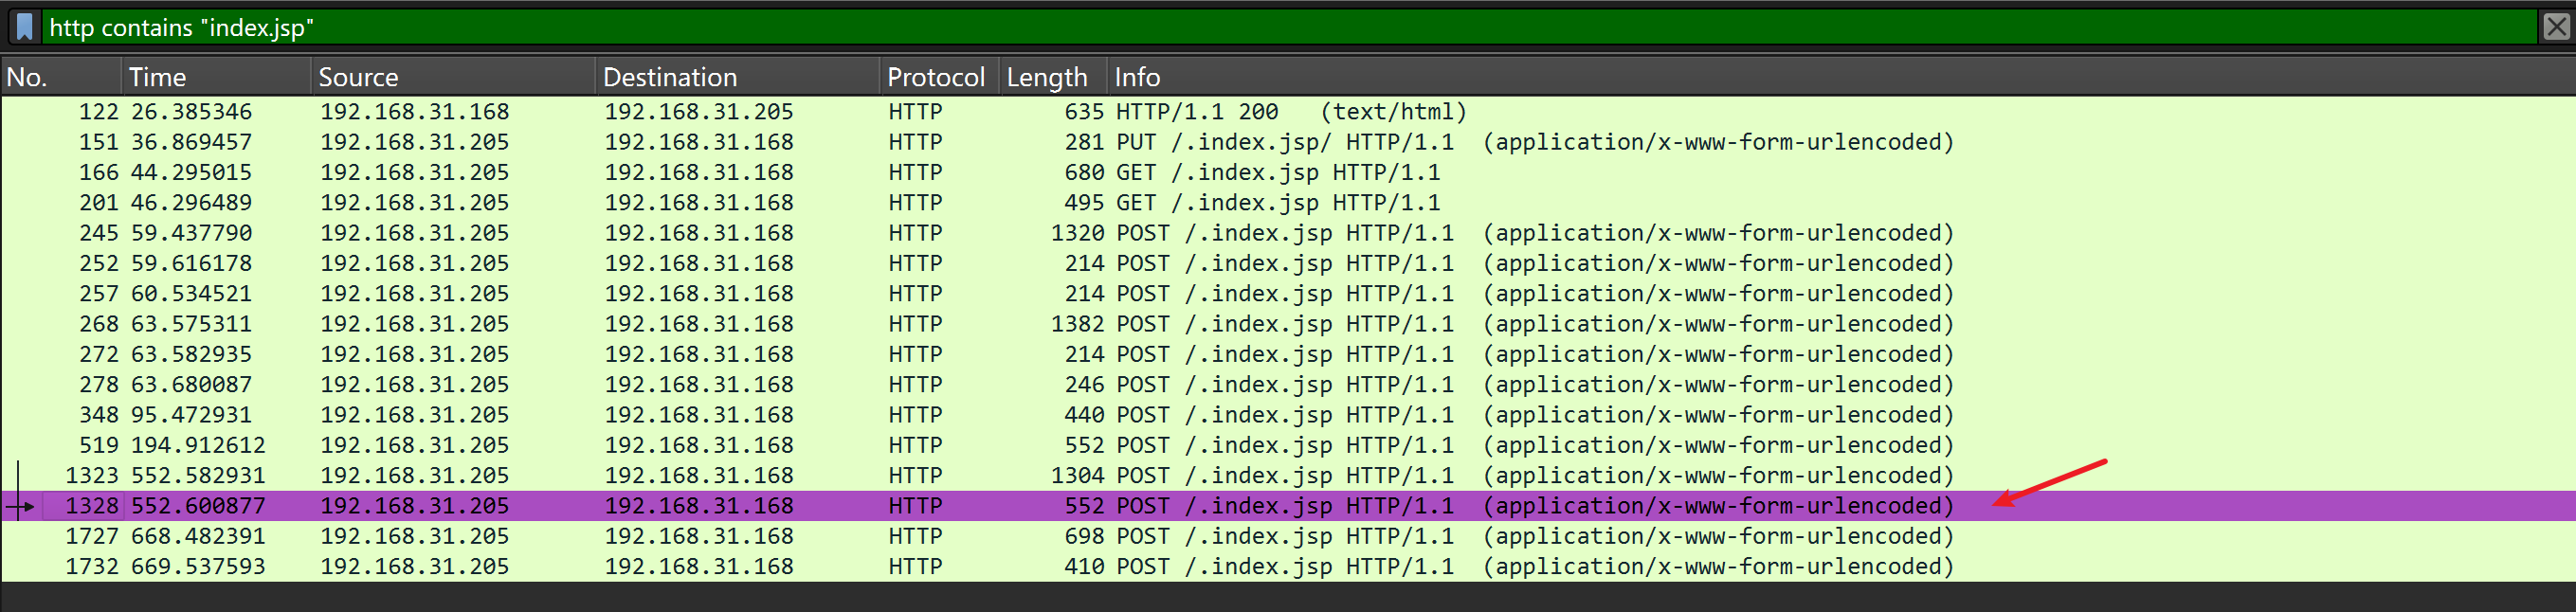 http contains "index.jsp"
No. Time Source Destination Protocol Length Info
122 26.385346 192.168.31.168 192.168.31.205 HTTP 635 HTTP/1.1 200 (text/html)
151 36.869457 192.168.31.205 192.168.31.168 HTTP 281 PUT /.index.jsp/ HTTP/1.1 (application/x-www-form-urlencoded)
166 44.295015 192.168.31.205 192.168.31.168 HTTP 680 GET /.index.jsp HTTP/1.1
201 46.296489 192.168.31.205 192.168.31.168 HTTP 495 GET /.index.jsp HTTP/1.1
245 59.437790 192.168.31.205 192.168.31.168 HTTP 1320 POST /.index.jsp HTTP/1.1 (application/x-www-form-urlencoded)
252 59.616178 192.168.31.205 192.168.31.168 HTTP 214 POST /.index.jsp HTTP/1.1 (application/x-www-form-urlencoded)
257 60.534521 192.168.31.205 192.168.31.168 HTTP 214 POST /.index.jsp HTTP/1.1 (application/x-www-form-urlencoded)
268 63.575311 192.168.31.205 192.168.31.168 HTTP 1382 POST /.index.jsp HTTP/1.1 (application/x-www-form-urlencoded)
272 63.582935 192.168.31.205 192.168.31.168 HTTP 214 POST /.index.jsp HTTP/1.1 (application/x-www-form-urlencoded)
278 63.680087 192.168.31.205 192.168.31.168 HTTP 246 POST /.index.jsp HTTP/1.1 (application/x-www-form-urlencoded)
348 95.472931 192.168.31.205 192.168.31.168 HTTP 440 POST /.index.jsp HTTP/1.1 (application/x-www-form-urlencoded)
519 194.912612 192.168.31.205 192.168.31.168 HTTP 552 POST /.index.jsp HTTP/1.1 (application/x-www-form-urlencoded)
1323 552.582931 192.168.31.205 192.168.31.168 HTTP 1304 POST /.index.jsp HTTP/1.1 (application/x-www-form-urlencoded)
1328 552.600877 192.168.31.205 192.168.31.168 HTTP 552 POST /.index.jsp HTTP/1.1 (application/x-www-form-urlencoded)
1727 668.482391 192.168.31.205 192.168.31.168 HTTP 698 POST /.index.jsp HTTP/1.1 (application/x-www-form-urlencoded)
1732 669.537593 192.168.31.205 192.168.31.168 HTTP 410 POST /.index.jsp HTTP/1.1 (application/x-www-form-urlencoded)